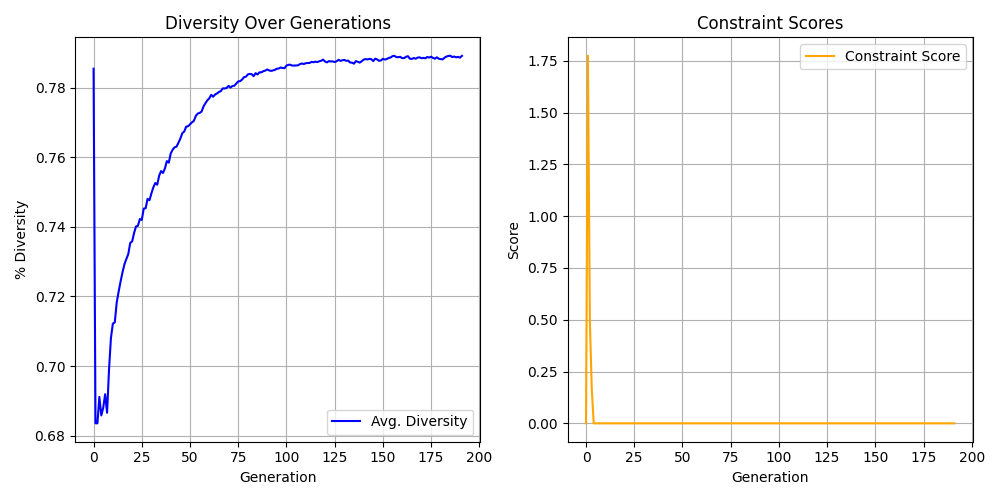 Diversity Over Generations
% Diversity
0.78
0.76
0.74
0.72
0.70
0.68
0 25 50 75 100 125 150 175 200
Generation
Avg. Diversity
Constraint Scores
Score
1.75
1.50
1.25
1.00
0.75
0.50
0.25
0.00
0 25 50 75 100 125 150 175 200
Generation
Constraint Score